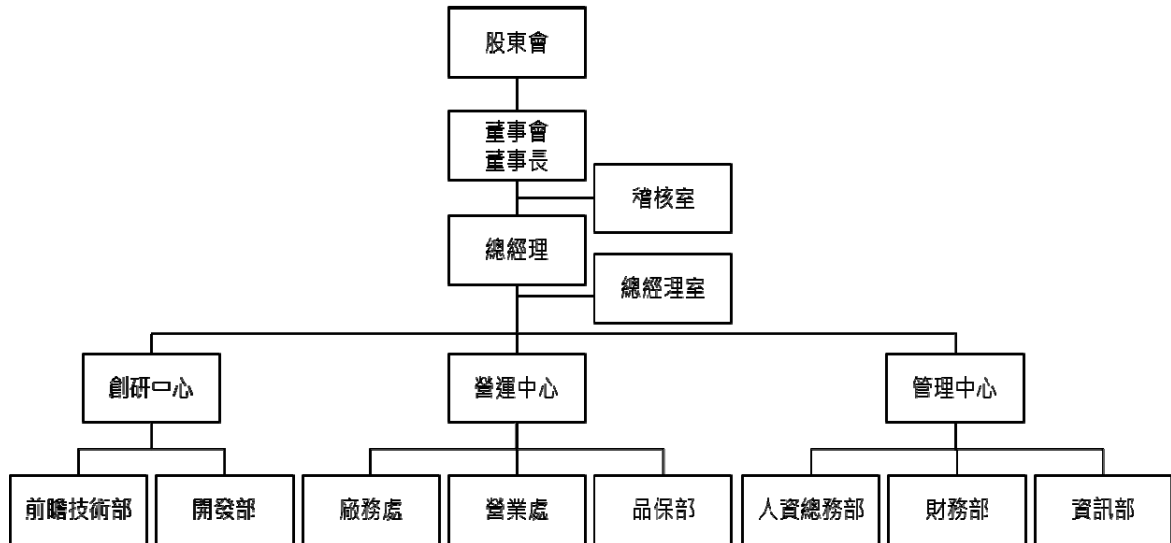 股東會
董事會
董事長
稽核室
總經理
總經理室
創研中心
營運中心
管理中心
前瞻技術部
開發部
廠務處
營業處
品保部
人資總務部
財務部
資訊部